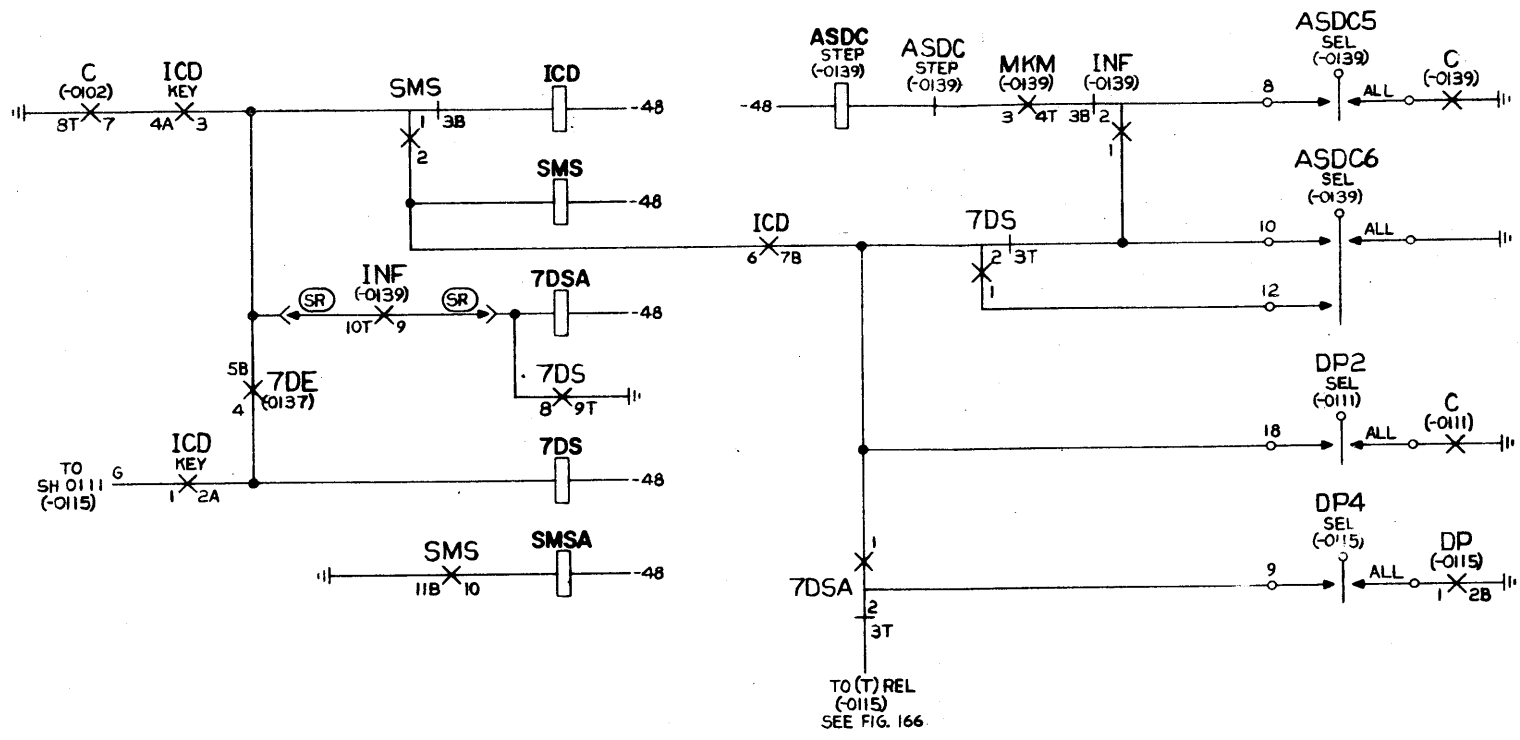 C
(-0102)
8T 7
ICD
KEY
4A 3
SMS
1 3B
2
ICD
-48
SMS
-48
ICD
6 7B
INF
(-0139)
SR
SR
10T 9
7DSA
-48
7DS
8 9T
5B
7DE
(0137)
4
TO
SH 0111
(-0115)
G
ICD
KEY
1 2A
7DS
-48
SMS
11B 10
SMSA
-48
ASDC
STEP
(-0139)
-48
ASDC
STEP
MKM
(-0139)
3 4T
INF
(-0139)
3B 2
1
8
ASDC5
SEL
(-0139)
ALL
C
(-0139)
7DS
2 3T
1
10
12
ASDC6
SEL
(-0139)
ALL
DP2
SEL
(-0111)
18
ALL
C
(-0111)
DP4
SEL
(-0115)
9
ALL
DP
(-0115)
1 2B
1
7DSA
2
3T
TO (T) REL
(-0115)
SEE FIG. 166